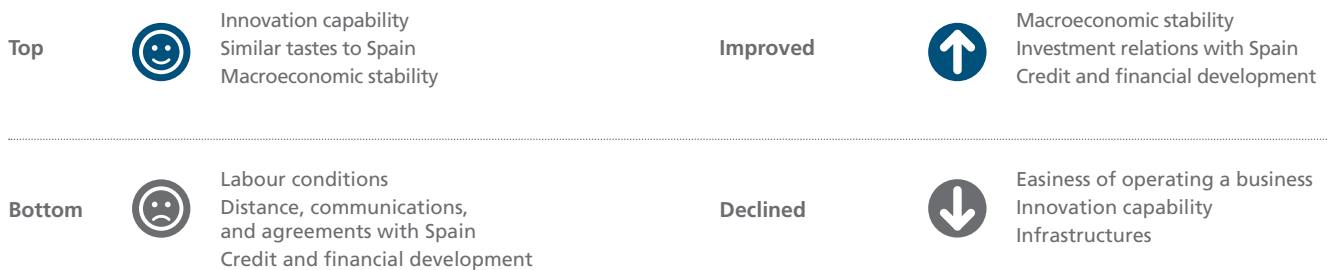 Top
Innovation capability
Similar tastes to Spain
Macroeconomic stability
Improved
Macroeconomic stability
Investment relations with Spain
Credit and financial development
Bottom
Labour conditions
Distance, communications,
and agreements with Spain
Credit and financial development
Declined
Easiness of operating a business
Innovation capability
Infrastructures